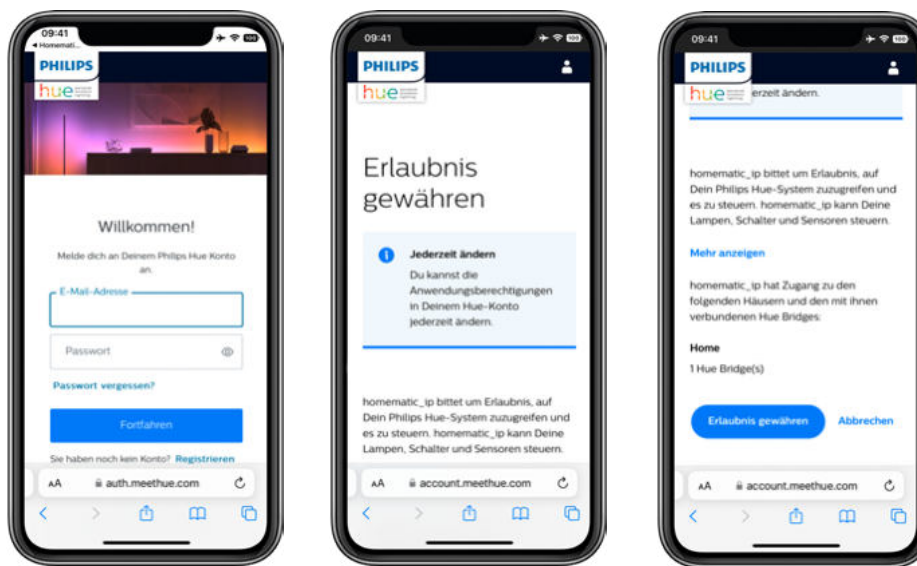 09:41
Homemati...
PHILIPS
hue
Willkommen!
Melde dich an Deinem Philips Hue Konto
an.
E-Mail-Adresse
Passwort
Passwort vergessen?
Fortfahren
Sie haben noch kein Konto? Registrieren
AA auth.meethue.com
09:41
100
PHILIPS
hue
Erlaubnis
gewähren
Jederzeit ändern
Du kannst die
Anwendungsberechtigungen
in Deinem Hue-Konto
jederzeit ändern.
homematic_ip bittet um Erlaubnis, auf
Dein Philips Hue-System zuzugreifen und
es zu steuern. homematic_ip kann Deine
Lampen, Schalter und Sensoren steuern.
AA account.meethue.com
09:41
100
PHILIPS
hue
erzeit ändern.
homematic_ip bittet um Erlaubnis, auf
Dein Philips Hue-System zuzugreifen und
es zu steuern. homematic_ip kann Deine
Lampen, Schalter und Sensoren steuern.
Mehr anzeigen
homematic_ip hat Zugang zu den
folgenden Häusern und den mit ihnen
verbundenen Hue Bridges:
Home
1 Hue Bridge(s)
Erlaubnis gewähren Abbrechen
AA account.meethue.com